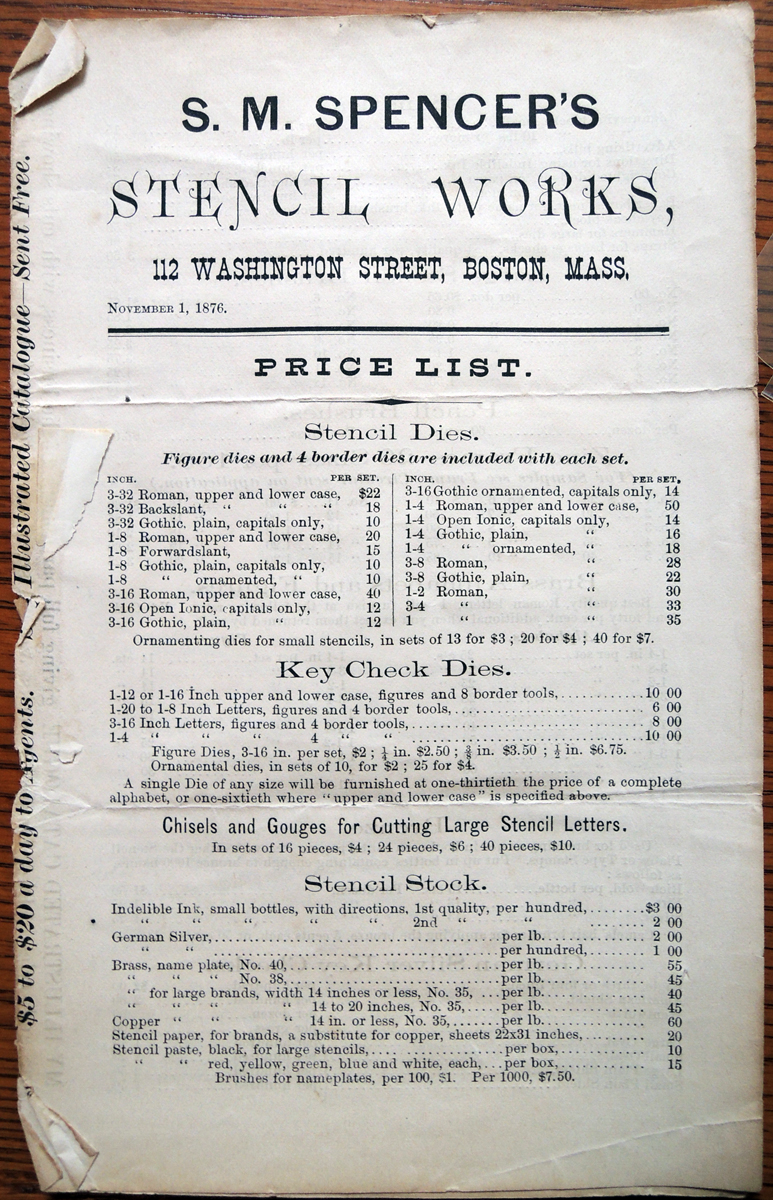 S. M. SPENCER'S
STENCIL WORKS,
112 WASHINGTON STREET, BOSTON, MASS.
NOVEMBER 1, 1876.
PRICE LIST.
Stencil Dies.
Figure dies and 4 border dies are included with each set.
INCH. PER SET.
3-32 Roman, upper and lower case, $22
3-32 Backslant, “ “ “ 18
3-32 Gothic, plain, capitals only, 10
1-8 Roman, upper and lower case, 20
1-8 Forwardslant, 15
1-8 Gothic, plain, capitals only, 10
1-8 “ ornamented, “ 10
3-16 Roman, upper and lower case, 40
3-16 Open Ionic, capitals only, 12
3-16 Gothic, plain, “ 12
INCH. PER SET.
3-16 Gothic ornamented, capitals only, 14
1-4 Roman, upper and lower case, 50
1-4 Open Ionic, capitals only, 14
1-4 Gothic, plain, “ 16
1-4 “ ornamented, “ 18
3-8 Roman, “ 28
3-8 Gothic, plain, “ 22
1-2 Roman, “ 30
3-4 “ “ 33
1 “ “ 35
Ornamenting dies for small stencils, in sets of 13 for $3 ; 20 for $4 ; 40 for $7.
Key Check Dies.
1-12 or 1-16 Inch upper and lower case, figures and 8 border tools,............10 00
1-20 to 1-8 Inch Letters, figures and 4 border tools,............ 6 00
3-16 Inch Letters, figures and 4 border tools,............ 8 00
1-4 “ “ “ 4 “ “ ............10 00
Figure Dies, 3-16 in. per set, $2 ; ¼ in. $2.50 ; ⅜ in. $3.50 ; ½ in. $6.75.
Ornamental dies, in sets of 10, for $2 ; 25 for $4.
A single Die of any size will be furnished at one-thirtieth the price of a complete
alphabet, or one-sixtieth where “upper and lower case” is specified above.
Chisels and Gouges for Cutting Large Stencil Letters.
In sets of 16 pieces, $4 ; 24 pieces, $6 ; 40 pieces, $10.
Stencil Stock.
Indelible Ink, small bottles, with directions, 1st quality, per hundred,........$3 00
“ “ “ “ 2nd “ “ ........ 2 00
German Silver,............per lb............ 2 00
“ “ ............per hundred,........ 1 00
Brass, name plate, No. 40,............per lb............ 55
“ “ “ No. 38,............per lb............ 45
“ for large brands, width 14 inches or less, No. 35, ...per lb............ 40
“ “ “ “ 14 to 20 inches, No. 35,.....per lb............ 45
Copper “ “ “ 14 in. or less, No. 35,.......per lb............ 60
Stencil paper, for brands, a substitute for copper, sheets 22x31 inches,............ 20
Stencil paste, black, for large stencils,............per box,............ 10
“ “ red, yellow, green, blue and white, each,...per box,............ 15
Brushes for nameplates, per 100, $1. Per 1000, $7.50.
$5 to $20 a day to Agents. Illustrated Catalogue—Sent Free.